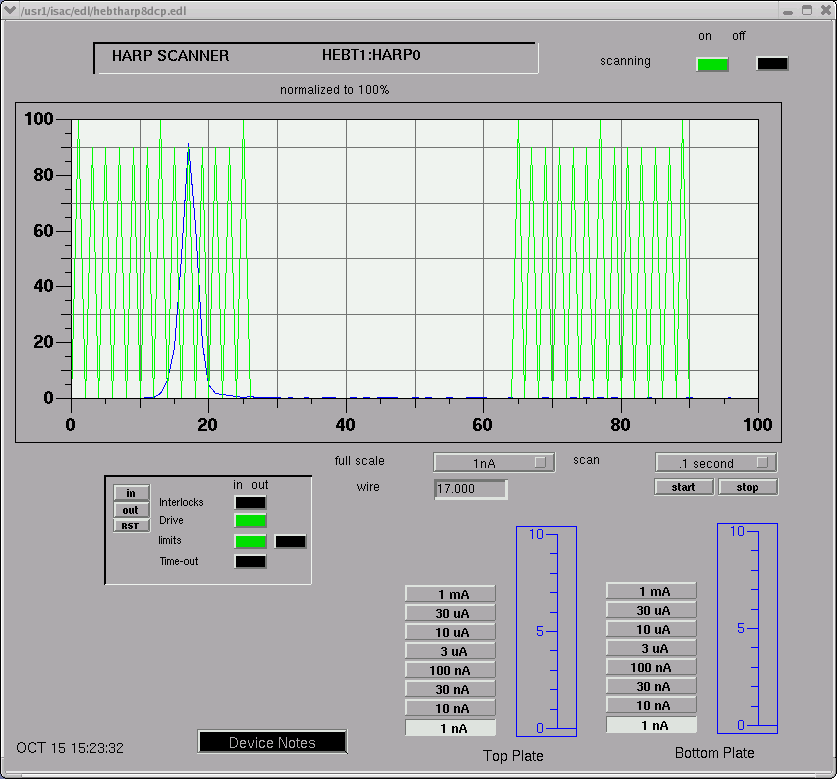 /usr1/isac/edl/hebtharp8dcp.edl
on off
HARP SCANNER HEBT1:HARP0
scanning
normalized to 100%
100
80
60
40
20
0
0 20 40 60 80 100
full scale 1nA scan .1 second
wire 17.000 start stop
in out
in
Interlocks
out
Drive
RST
limits
Time-out
10
5
0
10
5
0
1 mA
30 uA
10 uA
3 uA
100 nA
30 nA
10 nA
1 nA
1 mA
30 uA
10 uA
3 uA
100 nA
30 nA
10 nA
1 nA
OCT 15 15:23:32
Device Notes
Top Plate
Bottom Plate